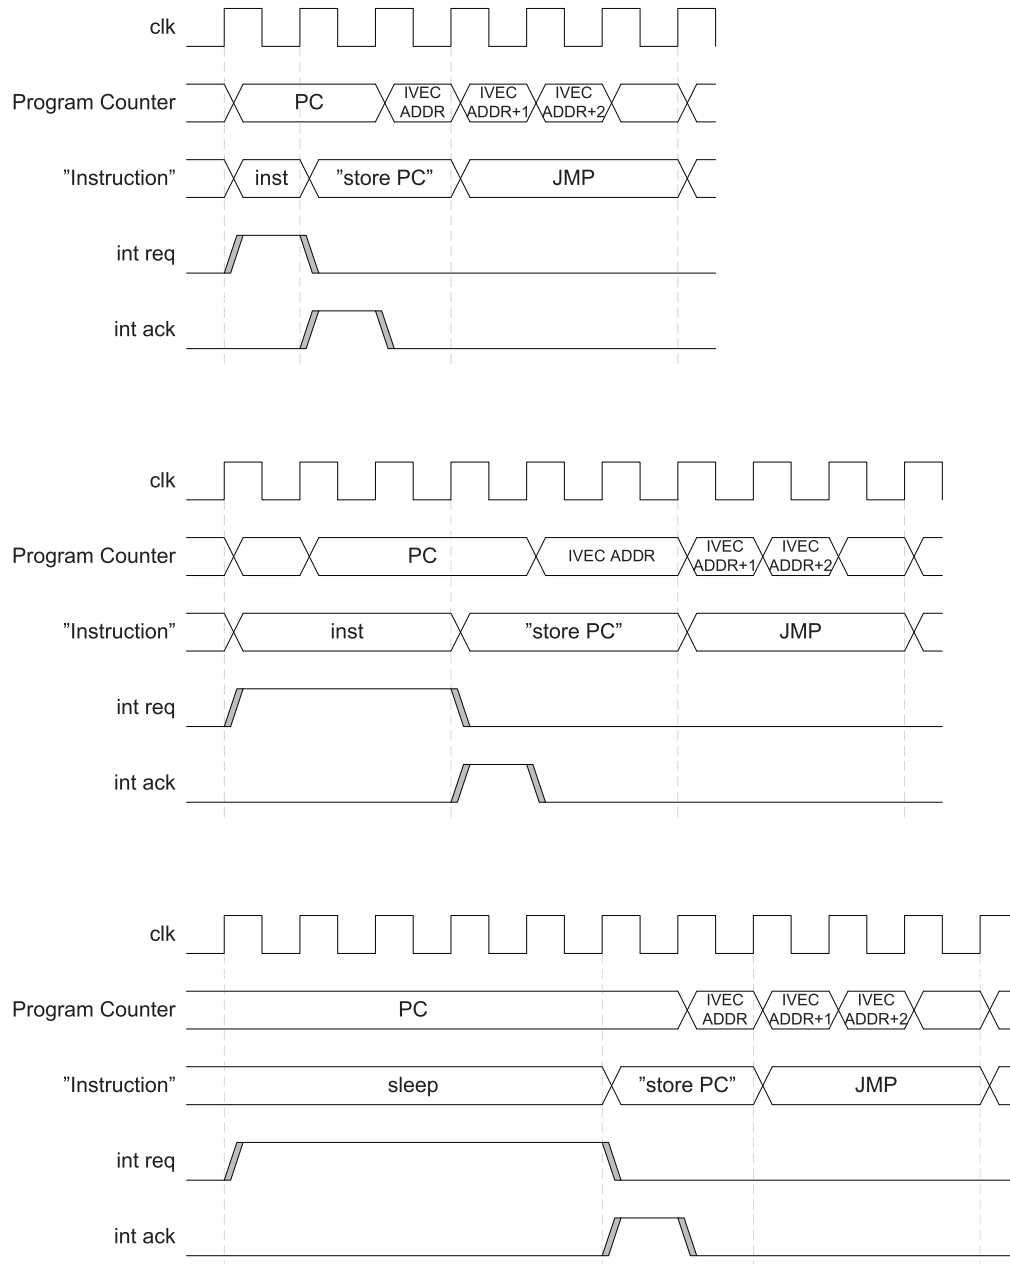 clk
Program Counter
PC
IVEC
ADDR
IVEC
ADDR+1
IVEC
ADDR+2
”Instruction”
inst
”store PC”
JMP
int req
int ack
clk
Program Counter
PC
IVEC ADDR
IVEC
ADDR+1
IVEC
ADDR+2
”Instruction”
inst
”store PC”
JMP
int req
int ack
clk
Program Counter
PC
IVEC
ADDR
IVEC
ADDR+1
IVEC
ADDR+2
”Instruction”
sleep
”store PC”
JMP
int req
int ack